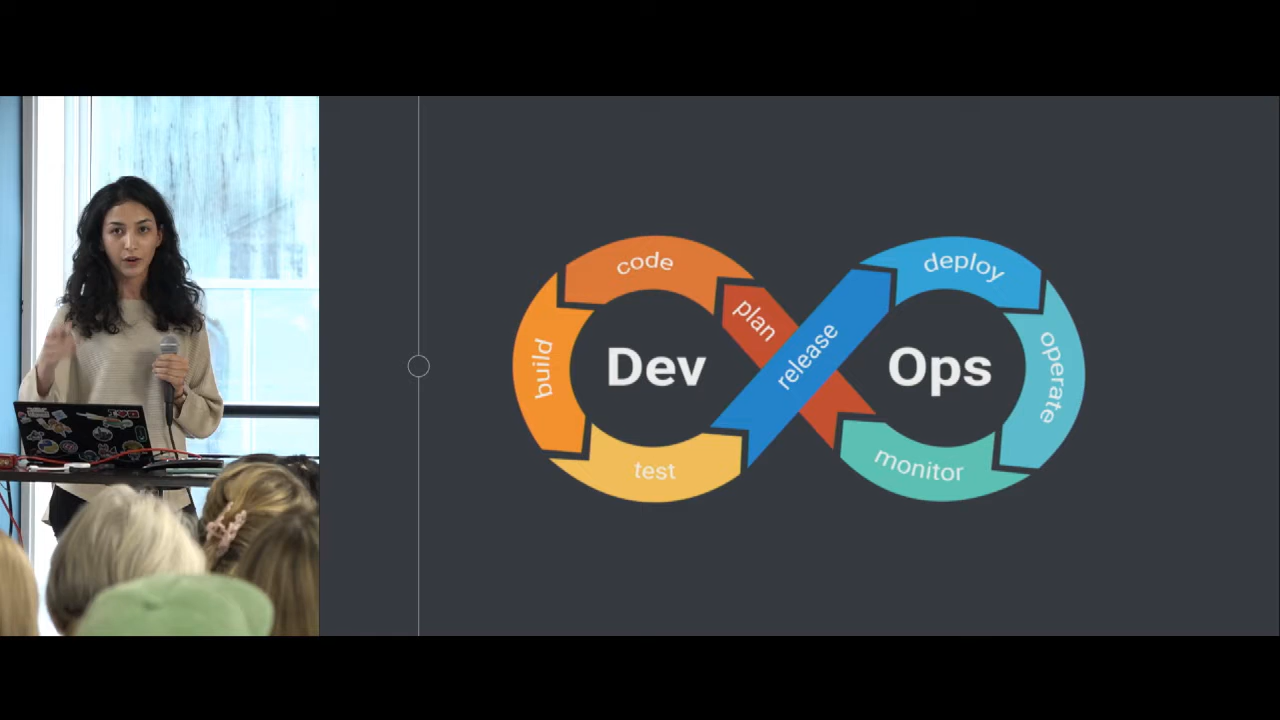 code
plan
build
Dev
test
release
deploy
Ops
operate
monitor